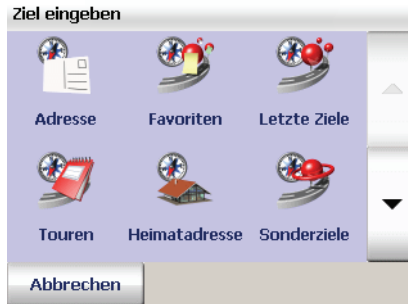 Ziel eingeben
Adresse Favoriten Letzte Ziele
Touren Heimatadresse Sonderziele
Abbrechen